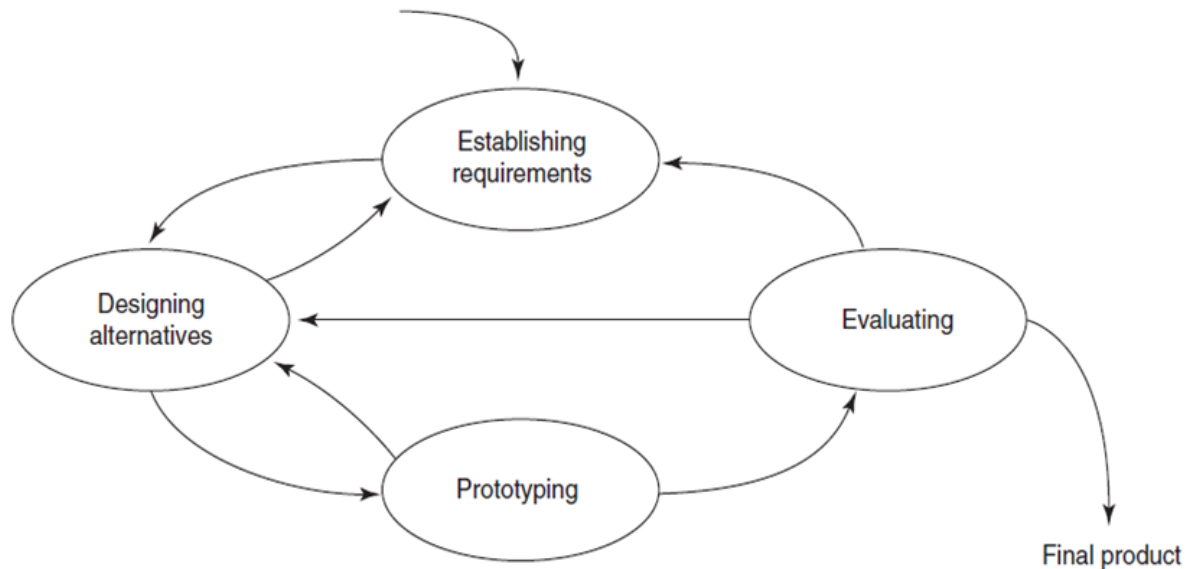 Establishing
requirements
Designing
alternatives
Evaluating
Prototyping
Final product